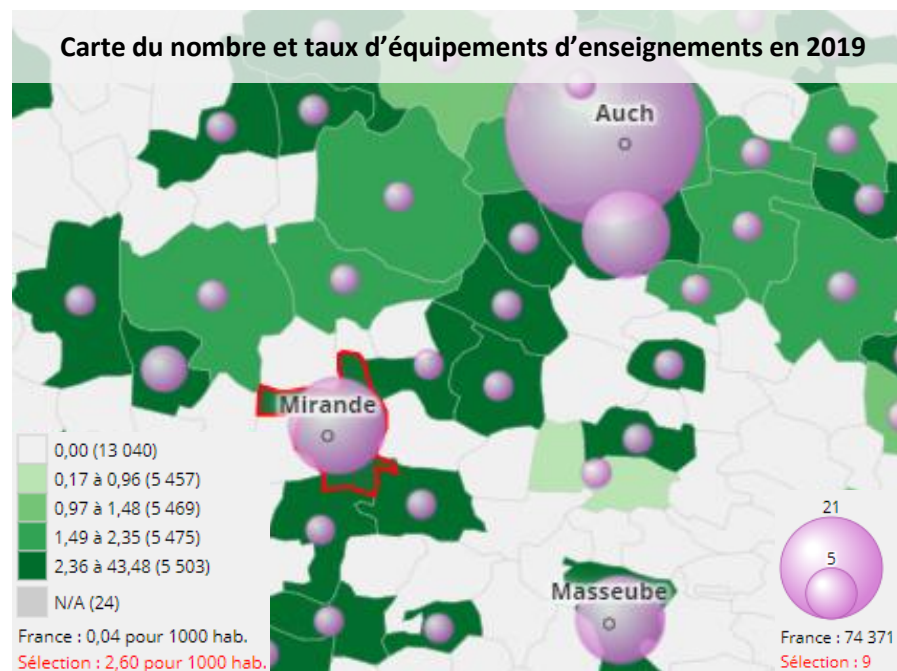 Carte du nombre et taux d’équipements d’enseignements en 2019
Auch
Mirande
Masseube
0,00 (13 040)
0,17 à 0,96 (5 457)
0,97 à 1,48 (5 469)
1,49 à 2,35 (5 475)
2,36 à 43,48 (5 503)
N/A (24)
France : 0,04 pour 1000 hab.
Sélection : 2,60 pour 1000 hab.
21
5
France : 74 371
Sélection : 9